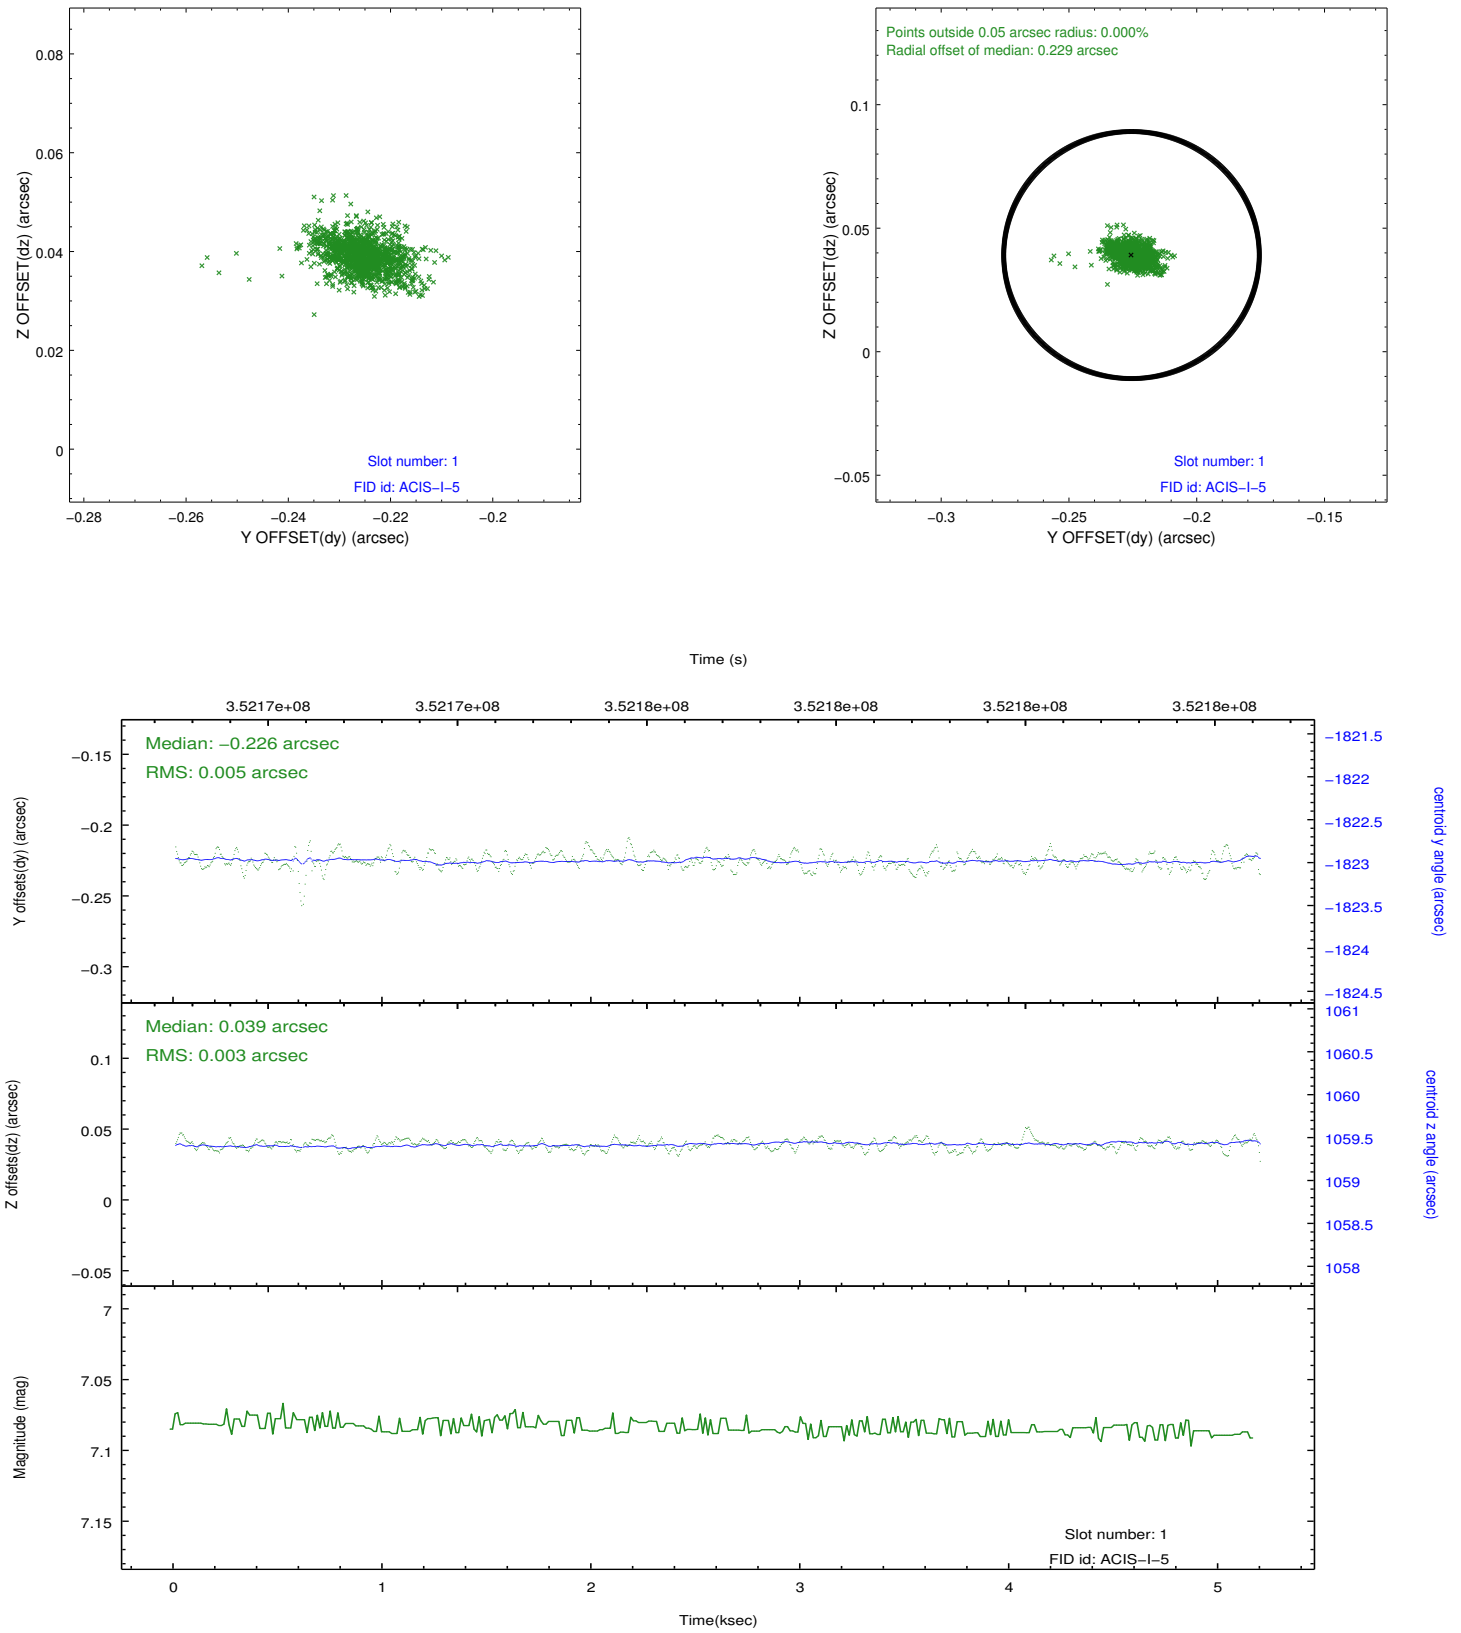 0.08
0.06
0.04
0.02
0
Z OFFSET(dz) (arcsec)
Slot number: 1
FID id: ACIS−I−5
−0.28 −0.26 −0.24 −0.22 −0.2
Y OFFSET(dy) (arcsec)
Points outside 0.05 arcsec radius: 0.000%
Radial offset of median: 0.229 arcsec
0.1
0.05
0
−0.05
Z OFFSET(dz) (arcsec)
Slot number: 1
FID id: ACIS−I−5
−0.3 −0.25 −0.2 −0.15
Y OFFSET(dy) (arcsec)
Time (s)
3.5217e+08 3.5217e+08 3.5218e+08 3.5218e+08 3.5218e+08 3.5218e+08
Median: −0.226 arcsec
RMS: 0.005 arcsec
−0.15
−0.2
−0.25
−0.3
Y offsets(dy) (arcsec)
−1821.5
−1822
−1822.5
−1823
−1823.5
−1824
−1824.5
centroid y angle (arcsec)
Median: 0.039 arcsec
RMS: 0.003 arcsec
0.1
0.05
0
−0.05
Z offsets(dz) (arcsec)
1061
1060.5
1060
1059.5
1059
1058.5
1058
centroid z angle (arcsec)
7
7.05
7.1
7.15
Magnitude (mag)
Slot number: 1
FID id: ACIS−I−5
0 1 2 3 4 5
Time(ksec)